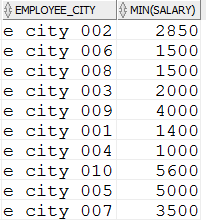 EMPLOYEE_CITY MIN(SALARY)
e city 002 2850
e city 006 1500
e city 008 1500
e city 003 2000
e city 009 4000
e city 001 1400
e city 004 1000
e city 010 5600
e city 005 5000
e city 007 3500